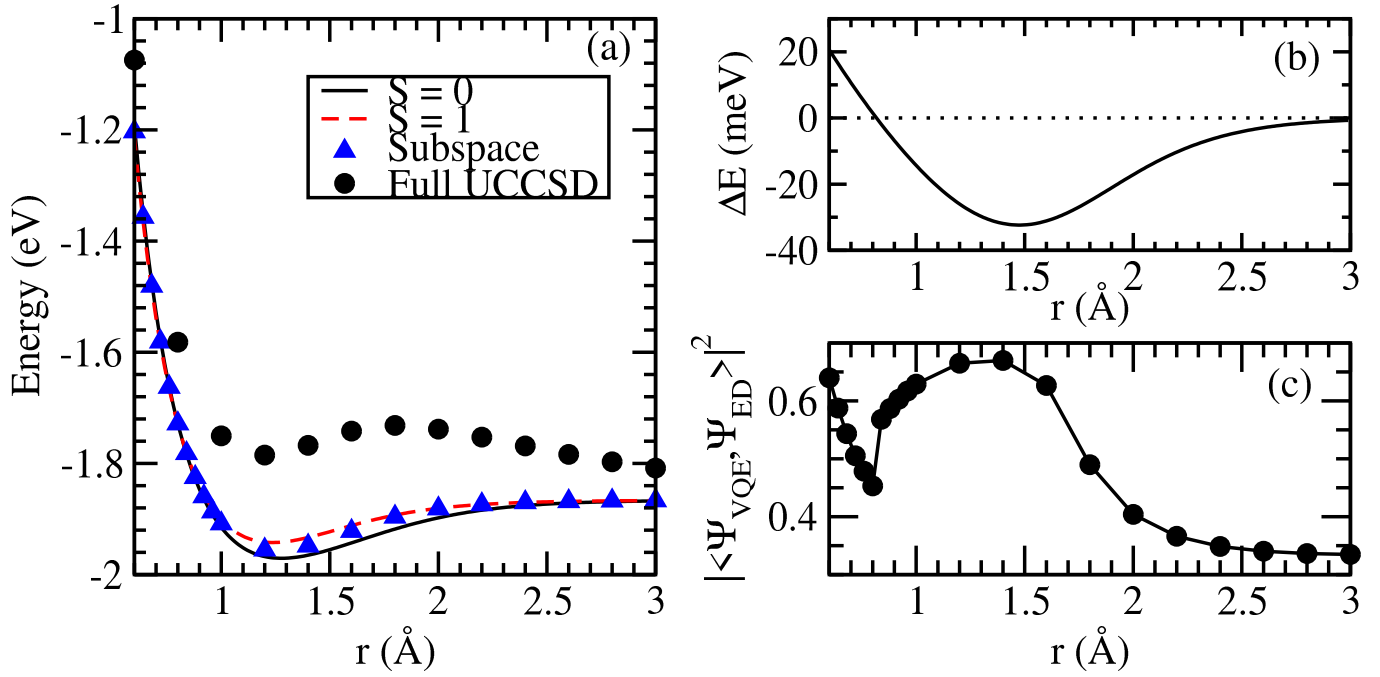 (a)
S = 0
S = 1
Subspace
Full UCCSD
Energy (eV)
-1
-1.2
-1.4
-1.6
-1.8
-2
1 1.5 2 2.5 3
r (Å)
(b)
ΔE (meV)
20
0
-20
-40
1 1.5 2 2.5 3
r (Å)
(c)
|<Ψ_VQE,Ψ_ED>|²
0.6
0.4
1 1.5 2 2.5 3
r (Å)